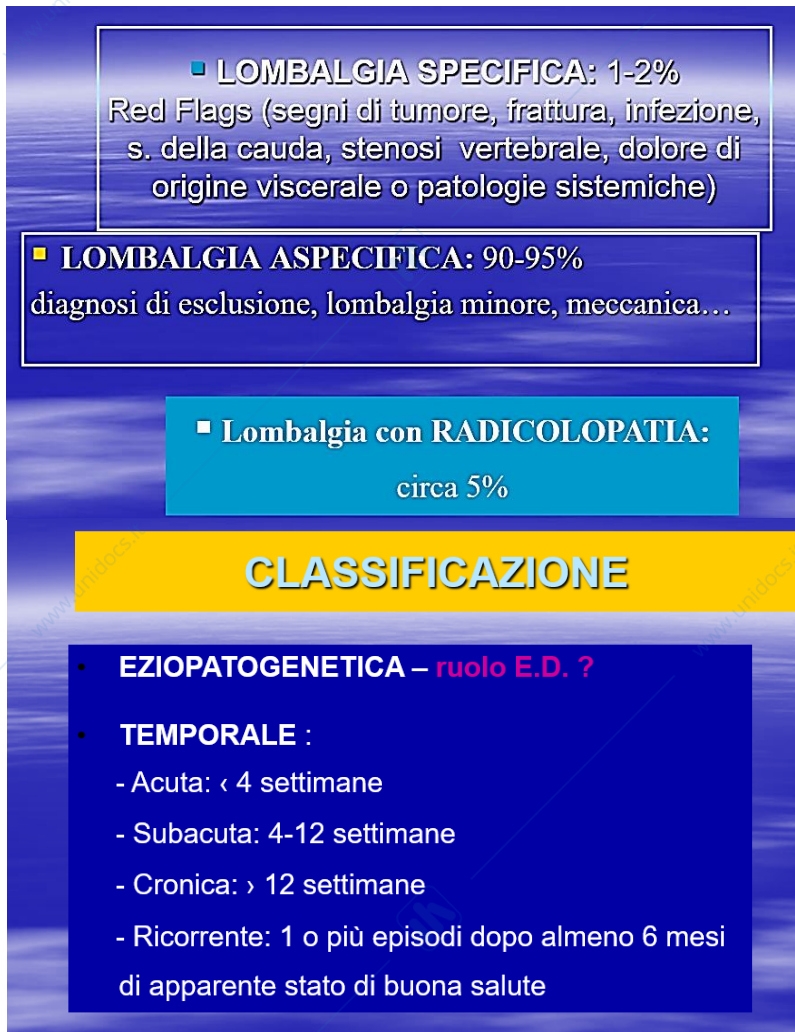 ▪ LOMBALGIA SPECIFICA: 1-2%
Red Flags (segni di tumore, frattura, infezione,
s. della cauda, stenosi vertebrale, dolore di
origine viscerale o patologie sistemiche)
▪ LOMBALGIA ASPECIFICA: 90-95%
diagnosi di esclusione, lombalgia minore, meccanica…
▪ Lombalgia con RADICOLOPATIA:
circa 5%
CLASSIFICAZIONE
• EZIOPATOGENETICA – ruolo E.D. ?
• TEMPORALE :
- Acuta: ‹ 4 settimane
- Subacuta: 4-12 settimane
- Cronica: › 12 settimane
- Ricorrente: 1 o più episodi dopo almeno 6 mesi
di apparente stato di buona salute